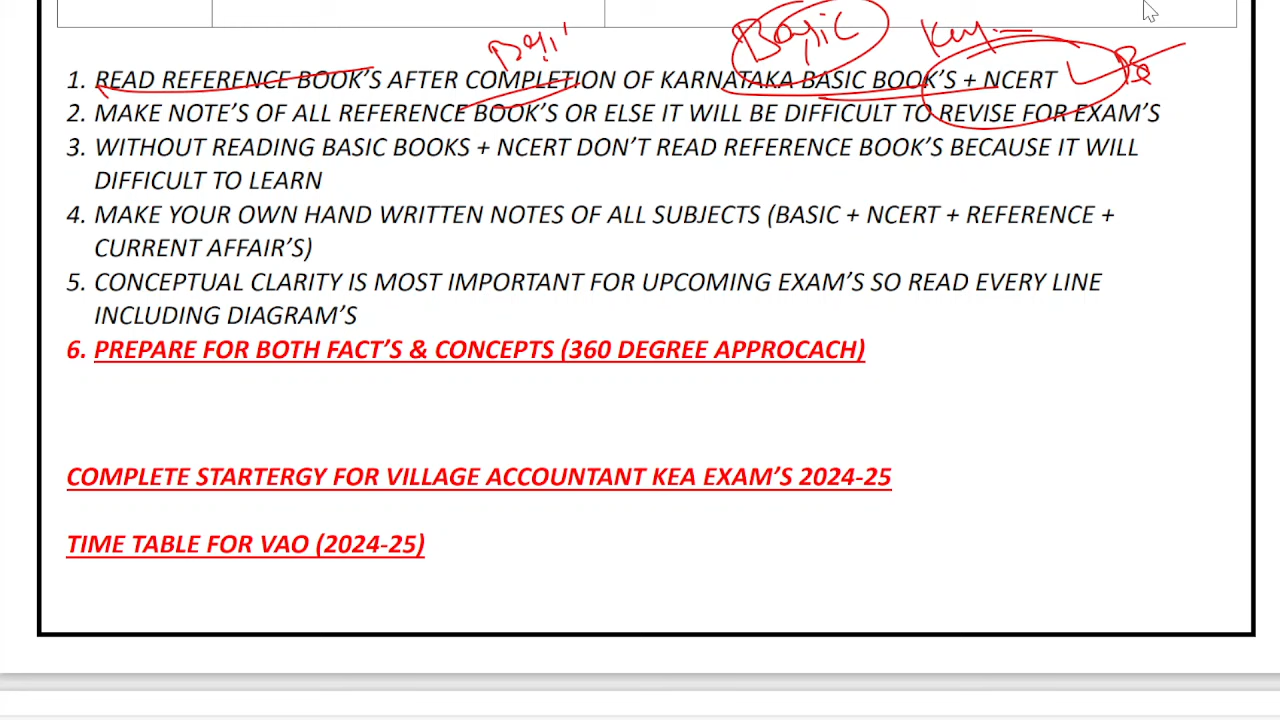 Basic
Basic
Key
1. READ REFERENCE BOOK'S AFTER COMPLETION OF KARNATAKA BASIC BOOK'S + NCERT
2. MAKE NOTE'S OF ALL REFERENCE BOOK'S OR ELSE IT WILL BE DIFFICULT TO REVISE FOR EXAM'S
3. WITHOUT READING BASIC BOOKS + NCERT DON'T READ REFERENCE BOOK'S BECAUSE IT WILL
DIFFICULT TO LEARN
4. MAKE YOUR OWN HAND WRITTEN NOTES OF ALL SUBJECTS (BASIC + NCERT + REFERENCE +
CURRENT AFFAIR'S)
5. CONCEPTUAL CLARITY IS MOST IMPORTANT FOR UPCOMING EXAM'S SO READ EVERY LINE
INCLUDING DIAGRAM'S
6. PREPARE FOR BOTH FACT'S & CONCEPTS (360 DEGREE APPROCACH)
COMPLETE STARTERGY FOR VILLAGE ACCOUNTANT KEA EXAM'S 2024-25
TIME TABLE FOR VAO (2024-25)